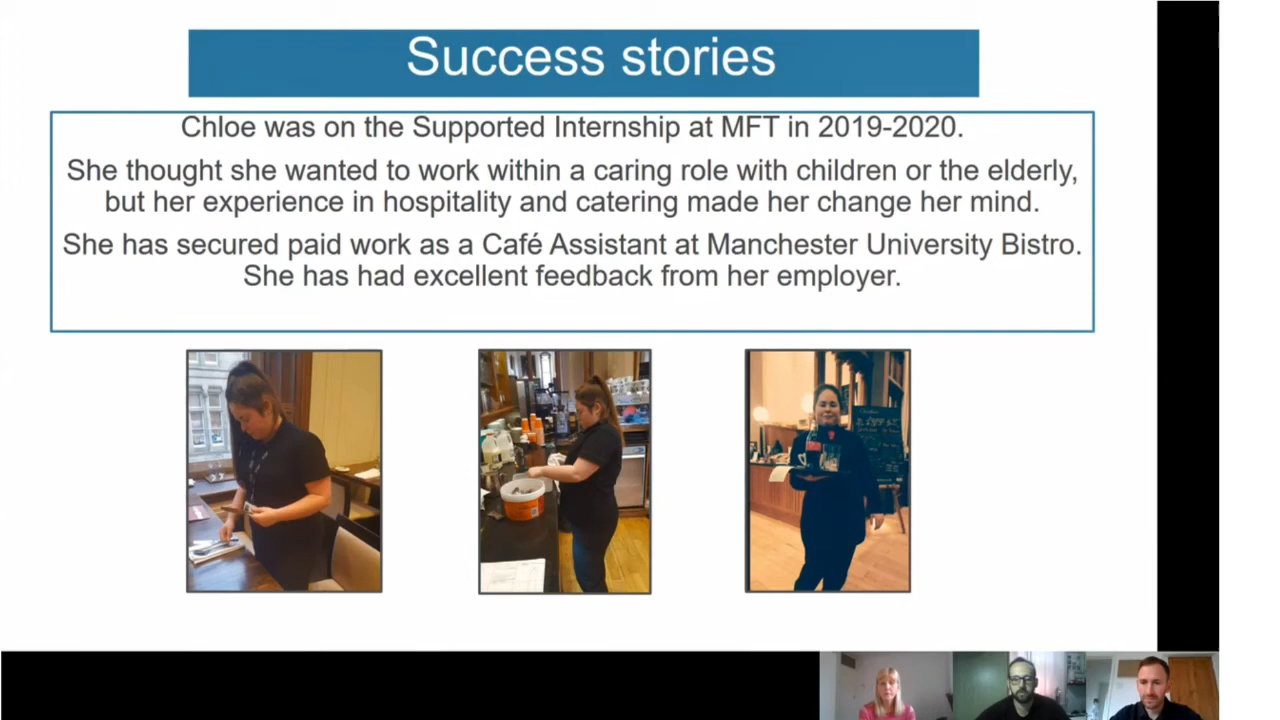 Success stories
Chloe was on the Supported Internship at MFT in 2019-2020.
She thought she wanted to work within a caring role with children or the elderly,
but her experience in hospitality and catering made her change her mind.
She has secured paid work as a Café Assistant at Manchester University Bistro.
She has had excellent feedback from her employer.